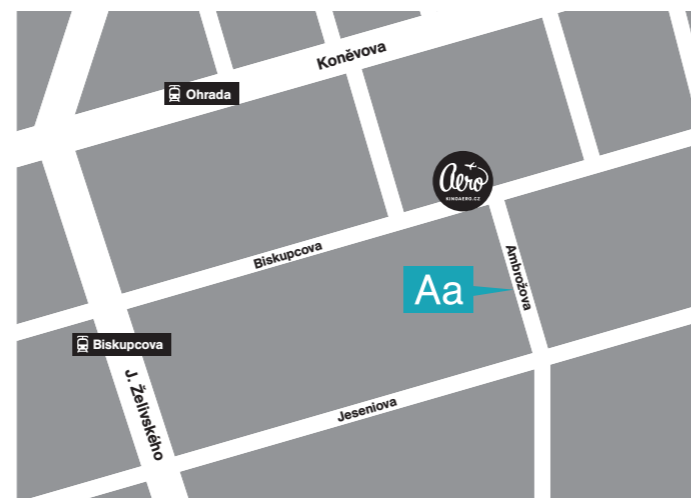 Koněvova
Ohrada
Aero
KINOAERO.CZ
Biskupcova
Ambrožova
Aa
Biskupcova
J. Želivského
Jeseniova